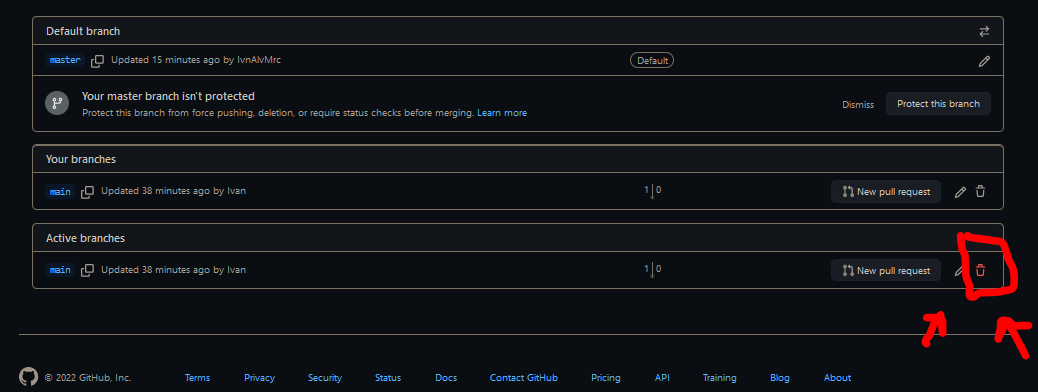 Default branch
master Updated 15 minutes ago by IvnAlvMrc Default
Your master branch isn't protected
Protect this branch from force pushing, deletion, or require status checks before merging. Learn more
Dismiss Protect this branch
Your branches
main Updated 38 minutes ago by Ivan 1 0 New pull request
Active branches
main Updated 38 minutes ago by Ivan 1 0 New pull request
© 2022 GitHub, Inc. Terms Privacy Security Status Docs Contact GitHub Pricing API Training Blog About